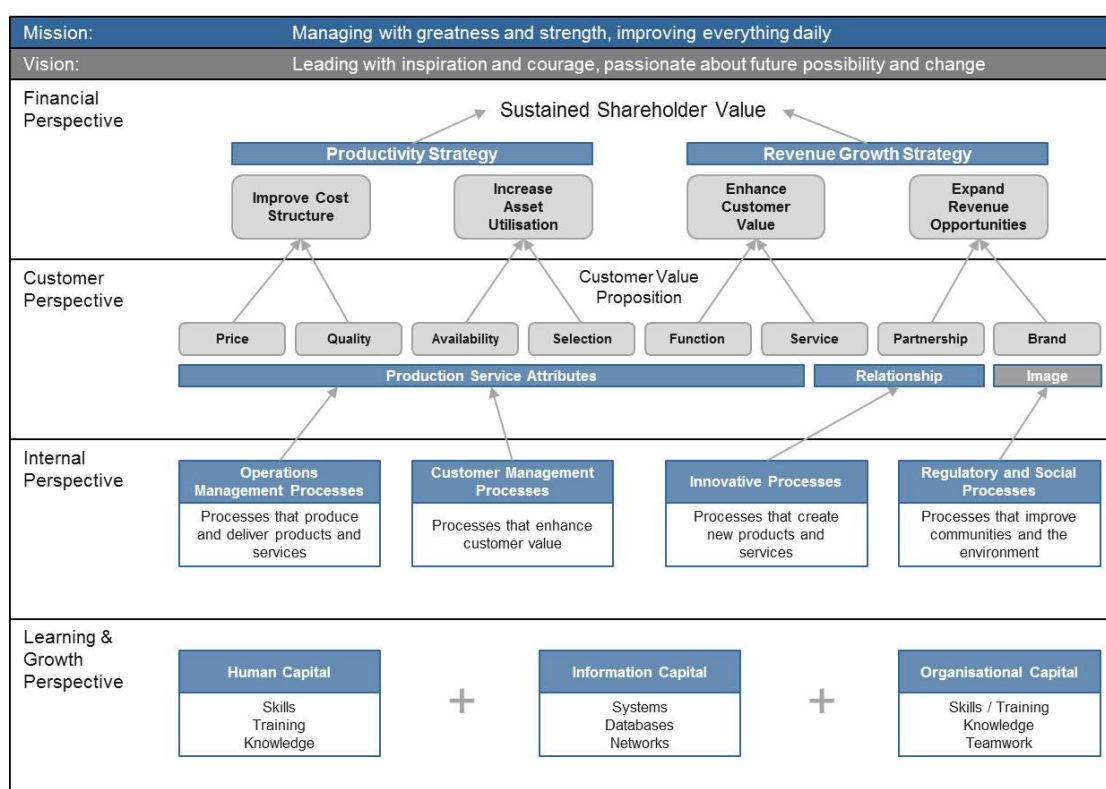 Mission: Managing with greatness and strength, improving everything daily
Vision: Leading with inspiration and courage, passionate about future possibility and change
Financial
Perspective
Sustained Shareholder Value
Productivity Strategy
Revenue Growth Strategy
Improve Cost
Structure
Increase
Asset
Utilisation
Enhance
Customer
Value
Expand
Revenue
Opportunities
Customer
Perspective
Customer Value
Proposition
Price
Quality
Availability
Selection
Function
Service
Partnership
Brand
Production Service Attributes
Relationship
Image
Internal
Perspective
Operations
Management Processes
Processes that produce
and deliver products and
services
Customer Management
Processes
Processes that enhance
customer value
Innovative Processes
Processes that create
new products and
services
Regulatory and Social
Processes
Processes that improve
communities and the
environment
Learning &
Growth
Perspective
Human Capital
Skills
Training
Knowledge
+
Information Capital
Systems
Databases
Networks
+
Organisational Capital
Skills / Training
Knowledge
Teamwork